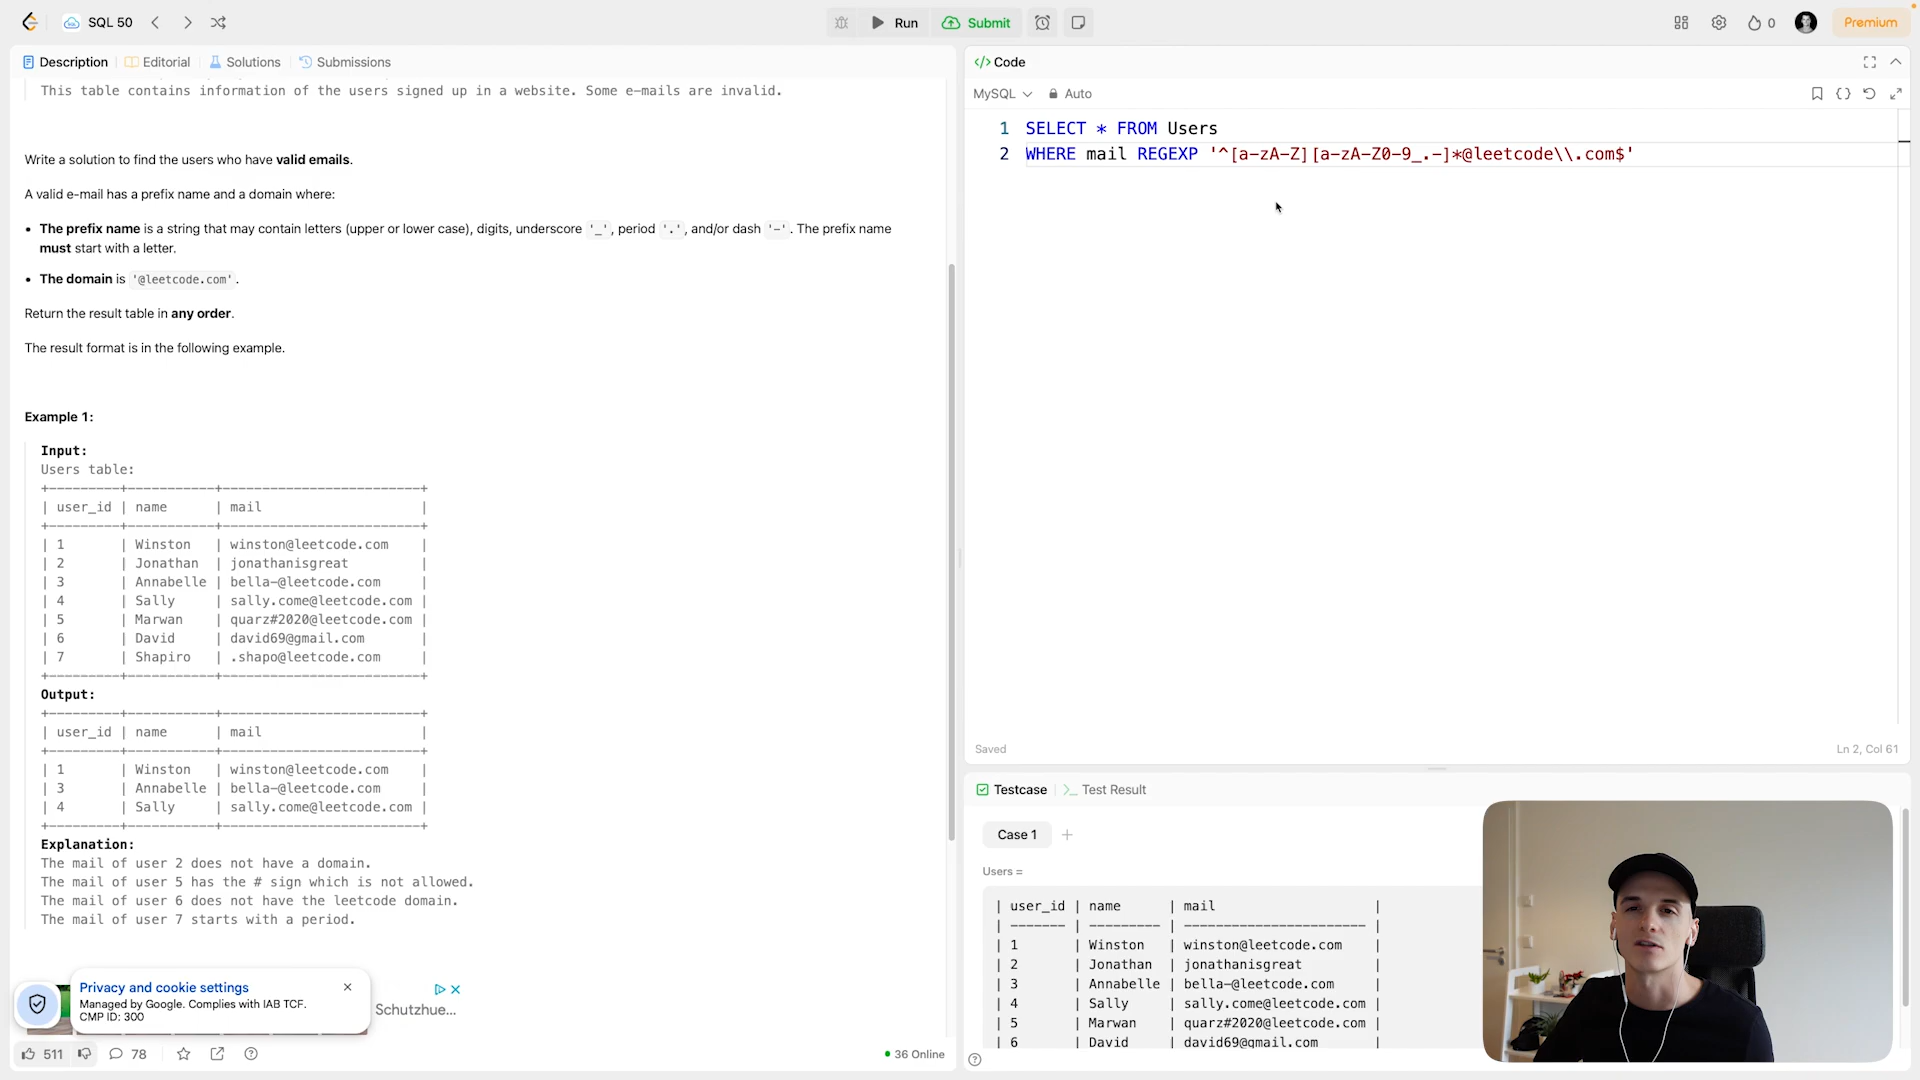 SQL 50
Run
Submit
0
Premium
Description
Editorial
Solutions
Submissions
This table contains information of the users signed up in a website. Some e-mails are invalid.
Write a solution to find the users who have valid emails.
A valid e-mail has a prefix name and a domain where:
• The prefix name is a string that may contain letters (upper or lower case), digits, underscore '_', period '.', and/or dash '-'. The prefix name
must start with a letter.
• The domain is '@leetcode.com'.
Return the result table in any order.
The result format is in the following example.
Example 1:
Input:
Users table:
+---------+-----------+-------------------------+
| user_id | name      | mail                    |
+---------+-----------+-------------------------+
| 1       | Winston   | winston@leetcode.com    |
| 2       | Jonathan  | jonathanisgreat         |
| 3       | Annabelle | bella-@leetcode.com     |
| 4       | Sally     | sally.come@leetcode.com |
| 5       | Marwan    | quarz#2020@leetcode.com |
| 6       | David     | david69@gmail.com       |
| 7       | Shapiro   | .shapo@leetcode.com     |
+---------+-----------+-------------------------+
Output:
+---------+-----------+-------------------------+
| user_id | name      | mail                    |
+---------+-----------+-------------------------+
| 1       | Winston   | winston@leetcode.com    |
| 3       | Annabelle | bella-@leetcode.com     |
| 4       | Sally     | sally.come@leetcode.com |
+---------+-----------+-------------------------+
Explanation:
The mail of user 2 does not have a domain.
The mail of user 5 has the # sign which is not allowed.
The mail of user 6 does not have the leetcode domain.
The mail of user 7 starts with a period.
Privacy and cookie settings
Managed by Google. Complies with IAB TCF.
CMP ID: 300
Schutzhue...
511
78
36 Online
</> Code
MySQL
Auto
1 SELECT * FROM Users
2 WHERE mail REGEXP '^[a-zA-Z][a-zA-Z0-9_.-]*@leetcode\\.com$'
Saved
Ln 2, Col 61
Testcase
Test Result
Case 1
Users =
| user_id | name      | mail                    |
| ------- | --------- | ----------------------- |
| 1       | Winston   | winston@leetcode.com    |
| 2       | Jonathan  | jonathanisgreat         |
| 3       | Annabelle | bella-@leetcode.com     |
| 4       | Sally     | sally.come@leetcode.com |
| 5       | Marwan    | quarz#2020@leetcode.com |
| 6       | David     | david69@gmail.com       |